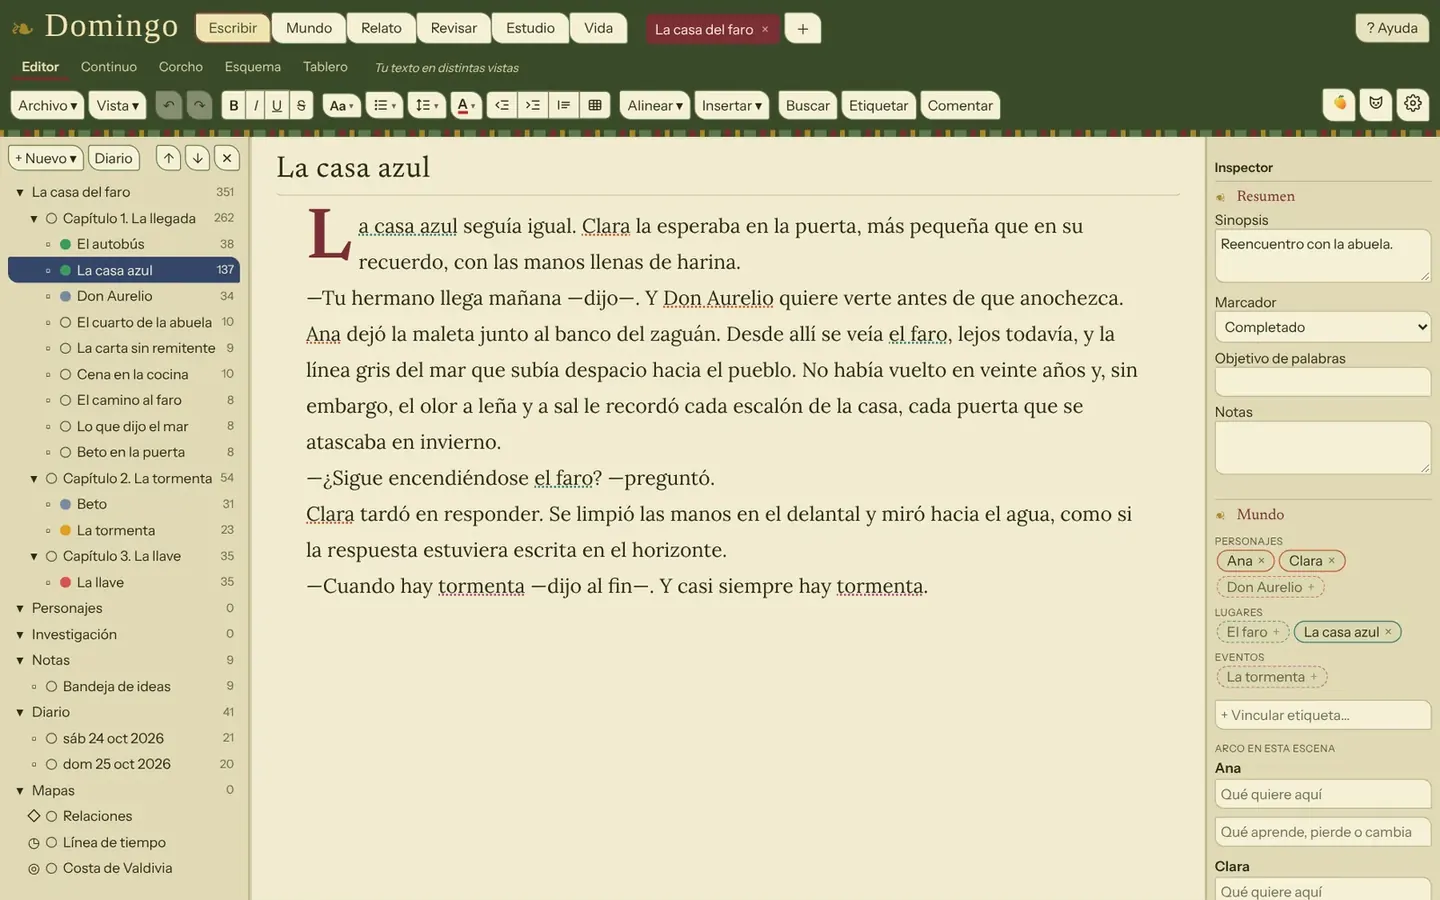 Domingo
Escribir
Mundo
Relato
Revisar
Estudio
Vida
La casa del faro ×
+
? Ayuda
Editor
Continuo
Corcho
Esquema
Tablero
Tu texto en distintas vistas
Archivo ▾
Vista ▾
B
I
U
S
Aa ▾
A ▾
Alinear ▾
Insertar ▾
Buscar
Etiquetar
Comentar
+ Nuevo ▾
Diario
La casa del faro 351
Capítulo 1. La llegada 262
El autobús 38
La casa azul 137
Don Aurelio 34
El cuarto de la abuela 10
La carta sin remitente 9
Cena en la cocina 10
El camino al faro 8
Lo que dijo el mar 8
Beto en la puerta 8
Capítulo 2. La tormenta 54
Beto 31
La tormenta 23
Capítulo 3. La llave 35
La llave 35
Personajes 0
Investigación 0
Notas 9
Bandeja de ideas 9
Diario 41
sáb 24 oct 2026 21
dom 25 oct 2026 20
Mapas 0
Relaciones
Línea de tiempo
Costa de Valdivia
La casa azul
La casa azul seguía igual. Clara la esperaba en la puerta, más pequeña que en su
recuerdo, con las manos llenas de harina.
—Tu hermano llega mañana —dijo—. Y Don Aurelio quiere verte antes de que anochezca.
Ana dejó la maleta junto al banco del zaguán. Desde allí se veía el faro, lejos todavía, y la
línea gris del mar que subía despacio hacia el pueblo. No había vuelto en veinte años y, sin
embargo, el olor a leña y a sal le recordó cada escalón de la casa, cada puerta que se
atascaba en invierno.
—¿Sigue encendiéndose el faro? —preguntó.
Clara tardó en responder. Se limpió las manos en el delantal y miró hacia el agua, como si
la respuesta estuviera escrita en el horizonte.
—Cuando hay tormenta —dijo al fin—. Y casi siempre hay tormenta.
Inspector
Resumen
Sinopsis
Reencuentro con la abuela.
Marcador
Completado
Objetivo de palabras
Notas
Mundo
PERSONAJES
Ana × Clara ×
Don Aurelio +
LUGARES
El faro + La casa azul ×
EVENTOS
La tormenta +
+ Vincular etiqueta...
ARCO EN ESTA ESCENA
Ana
Qué quiere aquí
Qué aprende, pierde o cambia
Clara
Qué quiere aquí